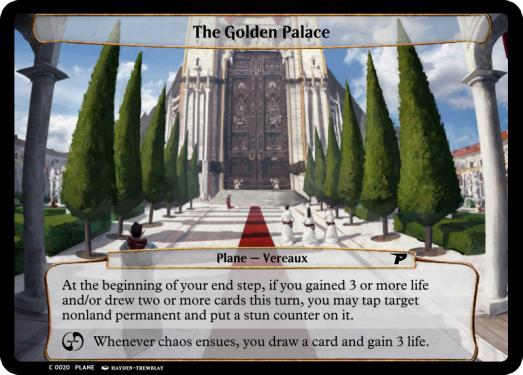 The Golden Palace
Plane — Vereaux
At the beginning of your end step, if you gained 3 or more life
and/or drew two or more cards this turn, you may tap target
nonland permanent and put a stun counter on it.
Whenever chaos ensues, you draw a card and gain 3 life.
C 0020 PLANE HAYDEN-TREMBLAY